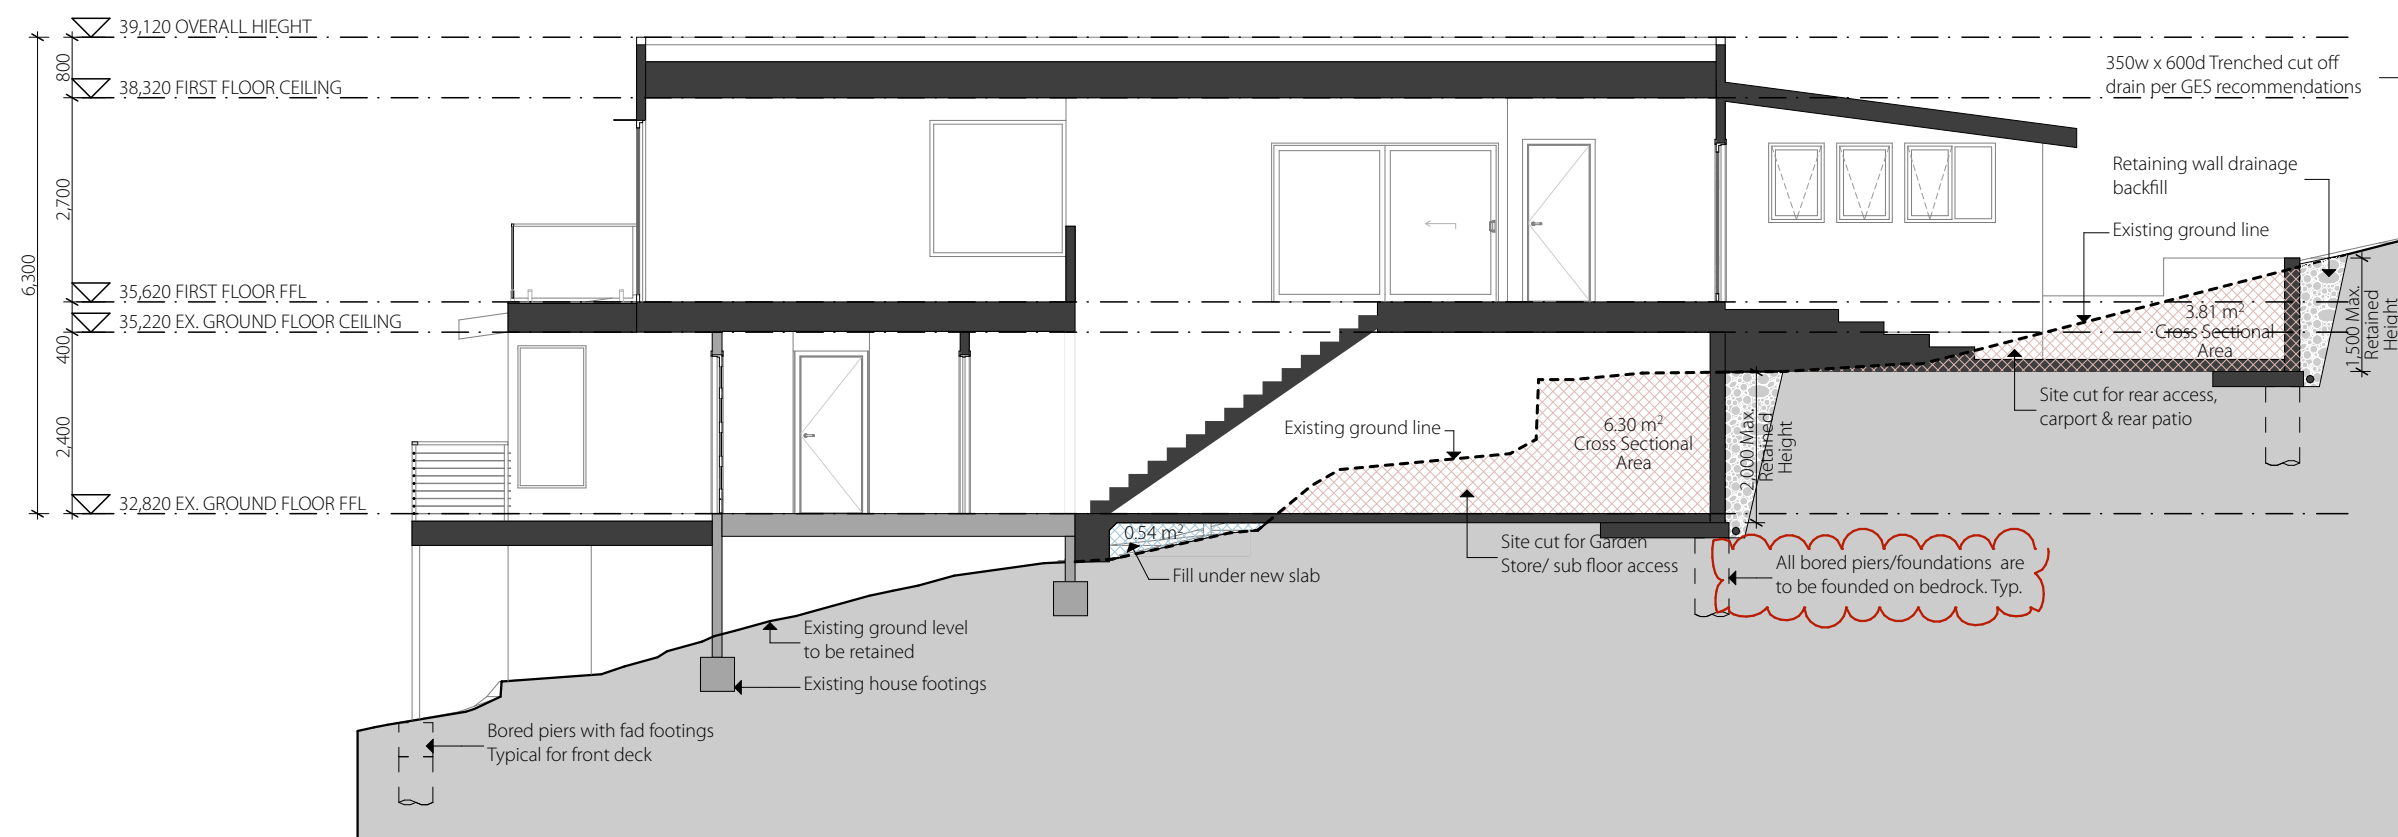 39,120 OVERALL HIEGHT
800
38,320 FIRST FLOOR CEILING
2,700
6,300
35,620 FIRST FLOOR FFL
35,220 EX. GROUND FLOOR CEILING
400
2,400
32,820 EX. GROUND FLOOR FFL
350w x 600d Trenched cut off
drain per GES recommendations
Retaining wall drainage
backfill
Existing ground line
3.81 m²
Cross Sectional
Area
1,500 Max.
Retained
Height
Site cut for rear access,
carport & rear patio
Existing ground line
6.30 m²
Cross Sectional
Area
2,000 Max.
Retained
Height
0.54 m²
Fill under new slab
Site cut for Garden
Store/ sub floor access
All bored piers/foundations are
to be founded on bedrock. Typ.
Existing ground level
to be retained
Existing house footings
Bored piers with fad footings
Typical for front deck